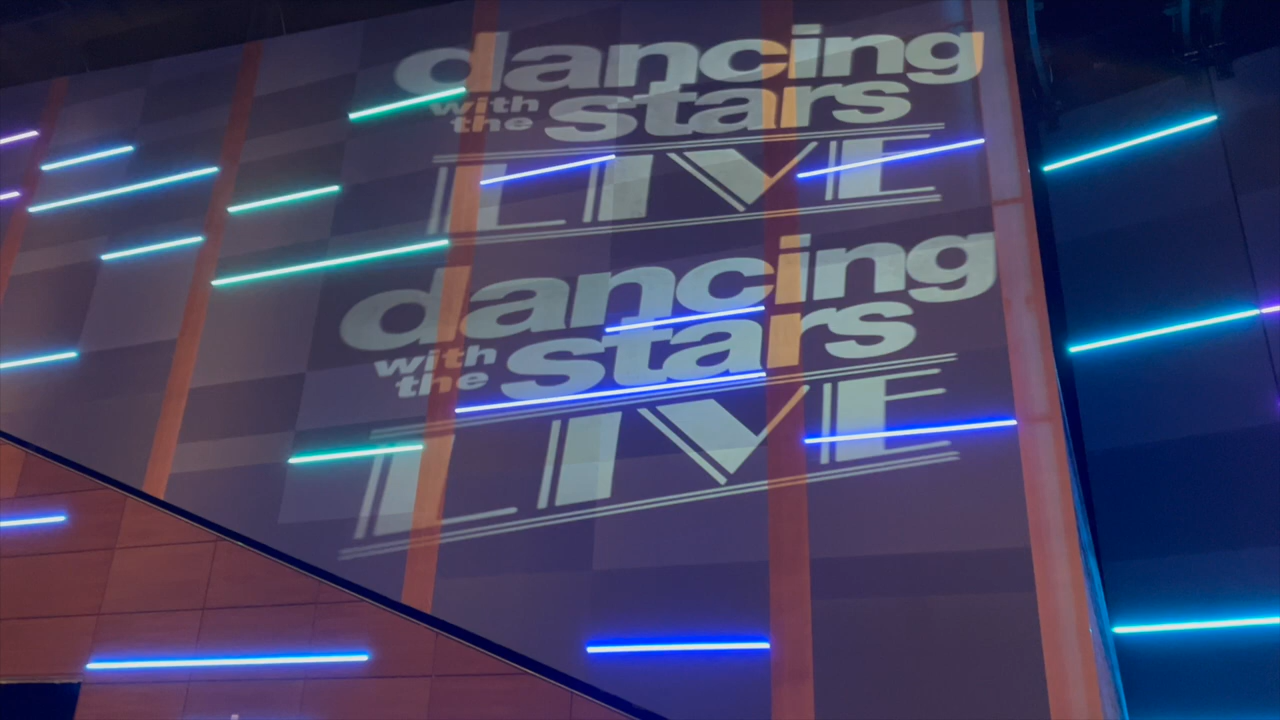 dancing
with the stars
LIVE
dancing
with the stars
LIVE